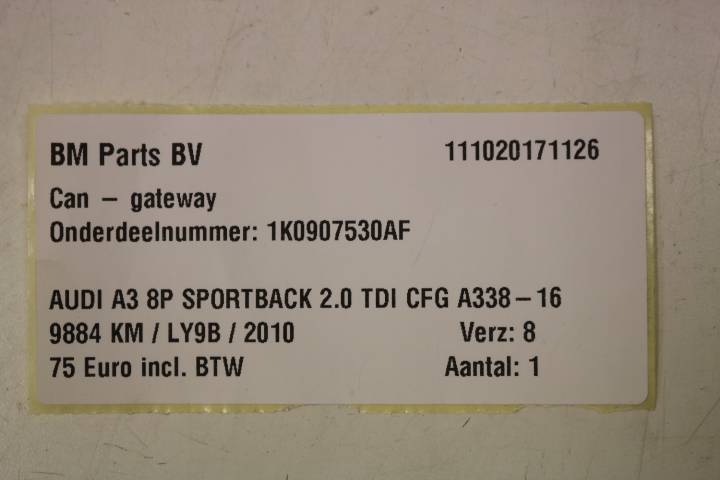 BM Parts BV 111020171126
Can – gateway
Onderdeelnummer: 1K0907530AF
AUDI A3 8P SPORTBACK 2.0 TDI CFG A338–16
9884 KM / LY9B / 2010 Verz: 8
75 Euro incl. BTW Aantal: 1